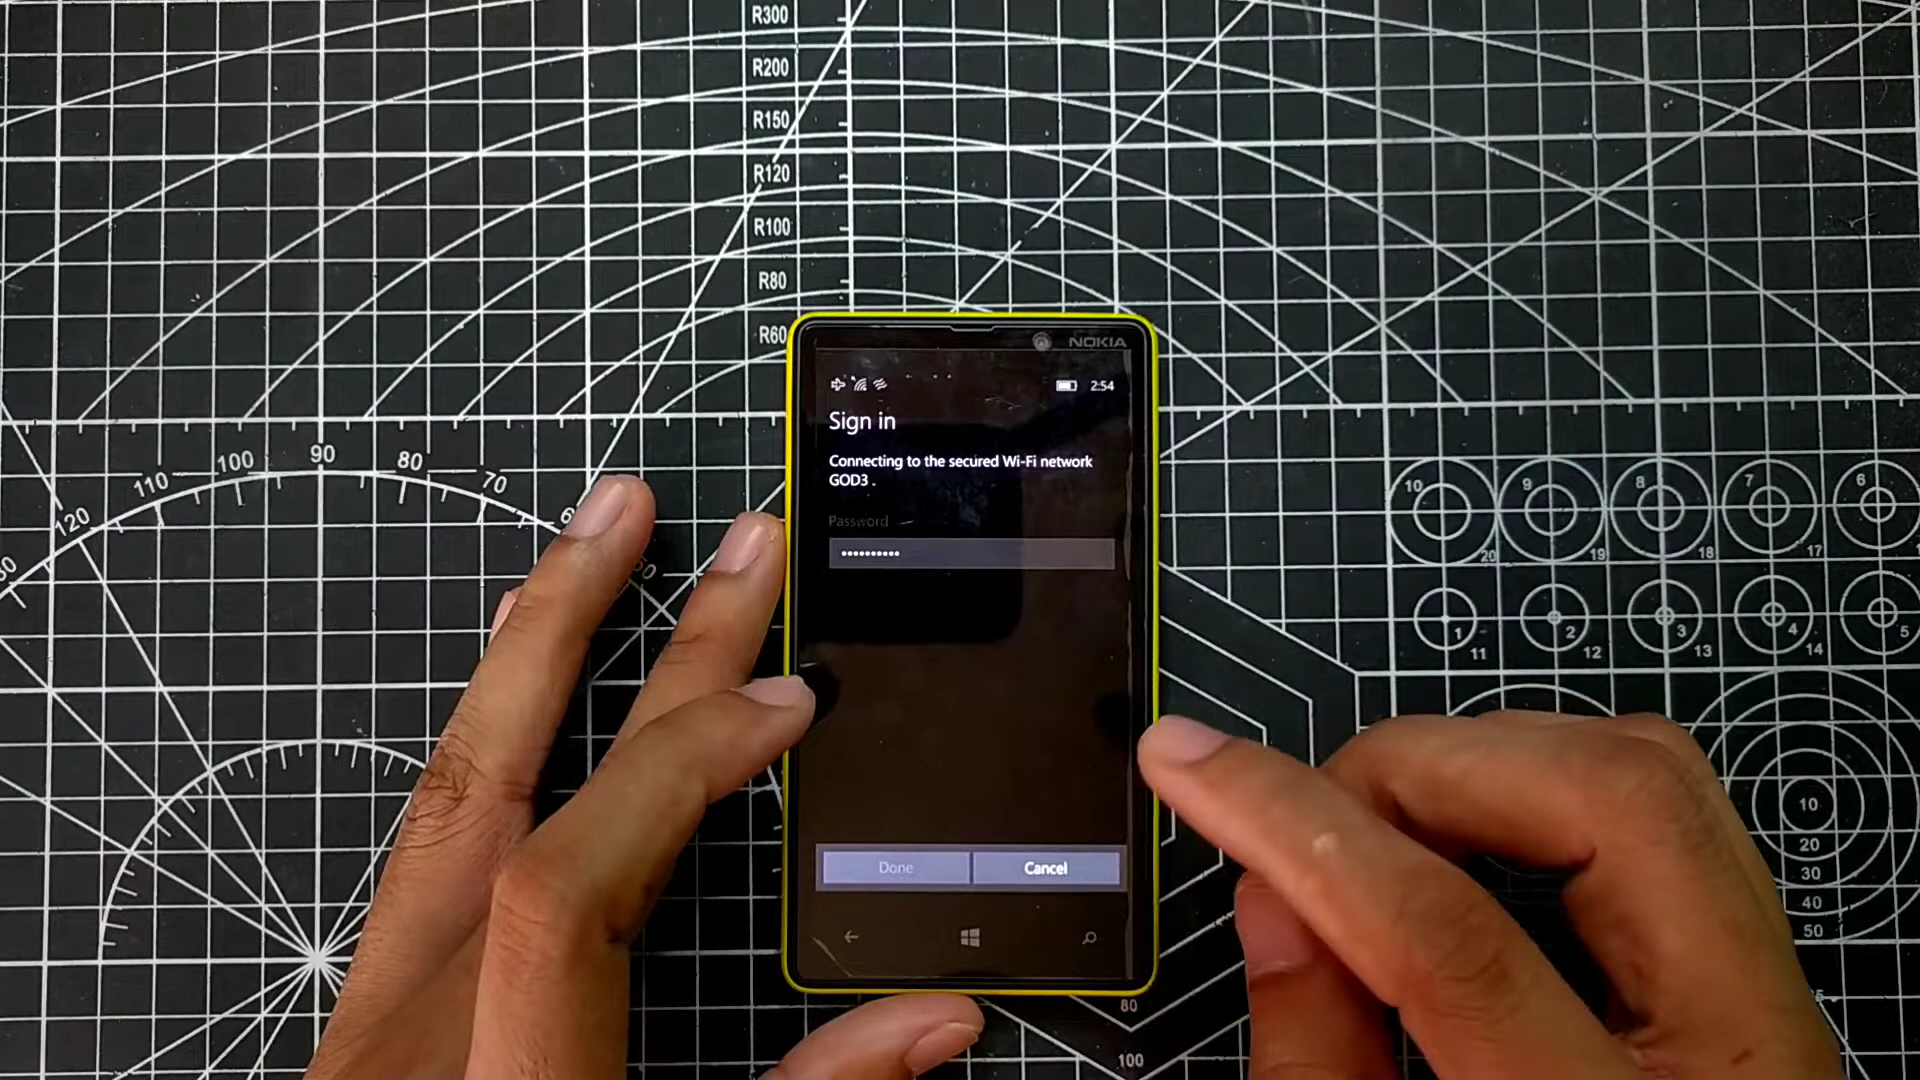 R300
R200
R150
R120
R100
R80
R60
NOKIA
2:54
Sign in
Connecting to the secured Wi-Fi network
GOD3 .
Password
••••••••••
Done
Cancel
120
110
100
90
80
70
10
9
8
7
6
20
19
18
17
1
2
3
4
5
11
12
13
14
10
20
30
40
50
80
100